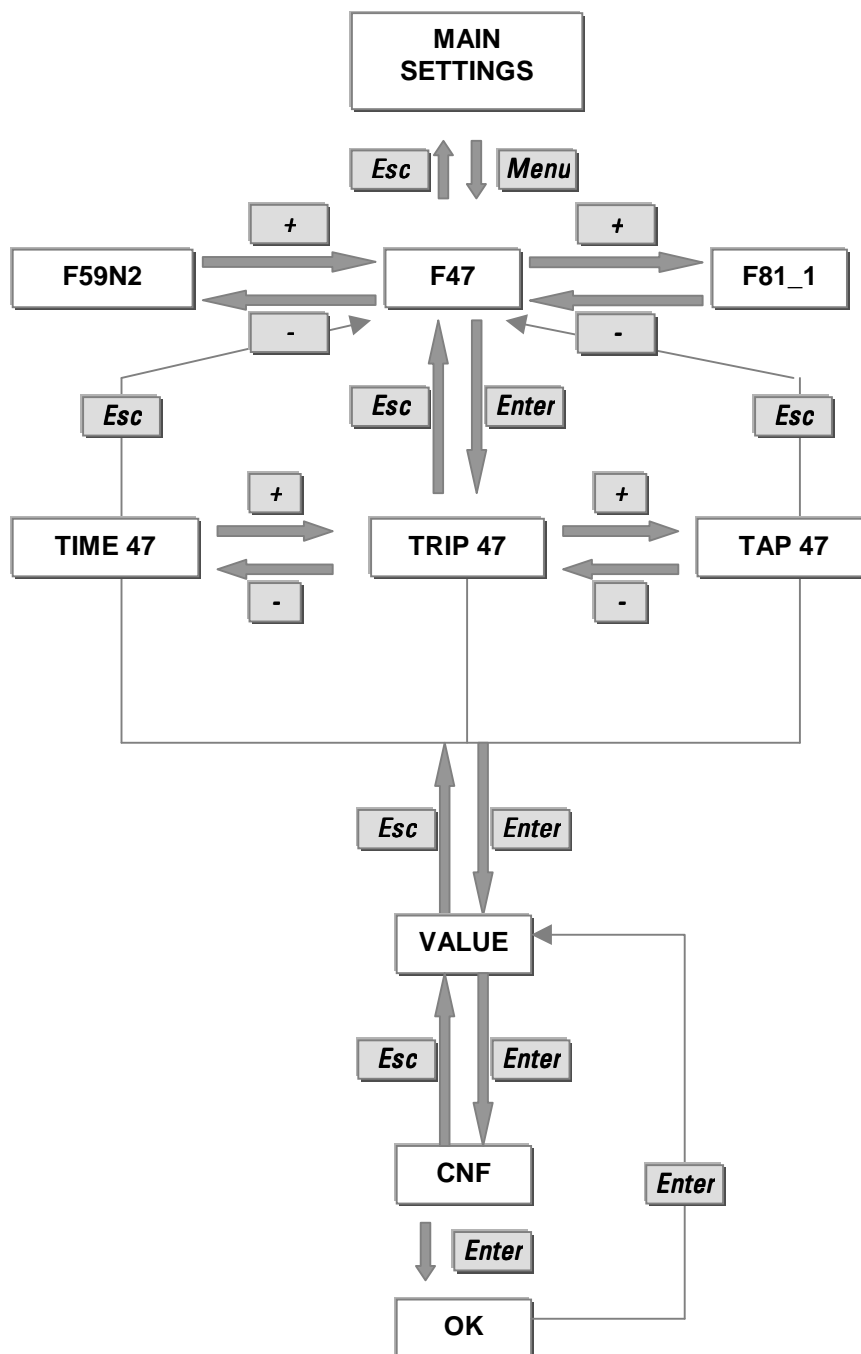 MAIN
SETTINGS
Esc
Menu
+
+
F59N2
F47
F81_1
-
-
Esc
Esc
Enter
Esc
+
+
TIME 47
TRIP 47
TAP 47
-
-
Esc
Enter
VALUE
Esc
Enter
CNF
Enter
Enter
OK